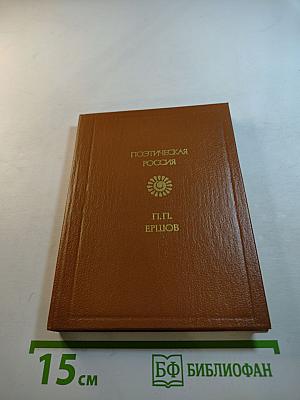 ПОЭТИЧЕСКАЯ
РОССИЯ
П.П.
ЕРШОВ
15 см
БФ БИБЛИОФАН